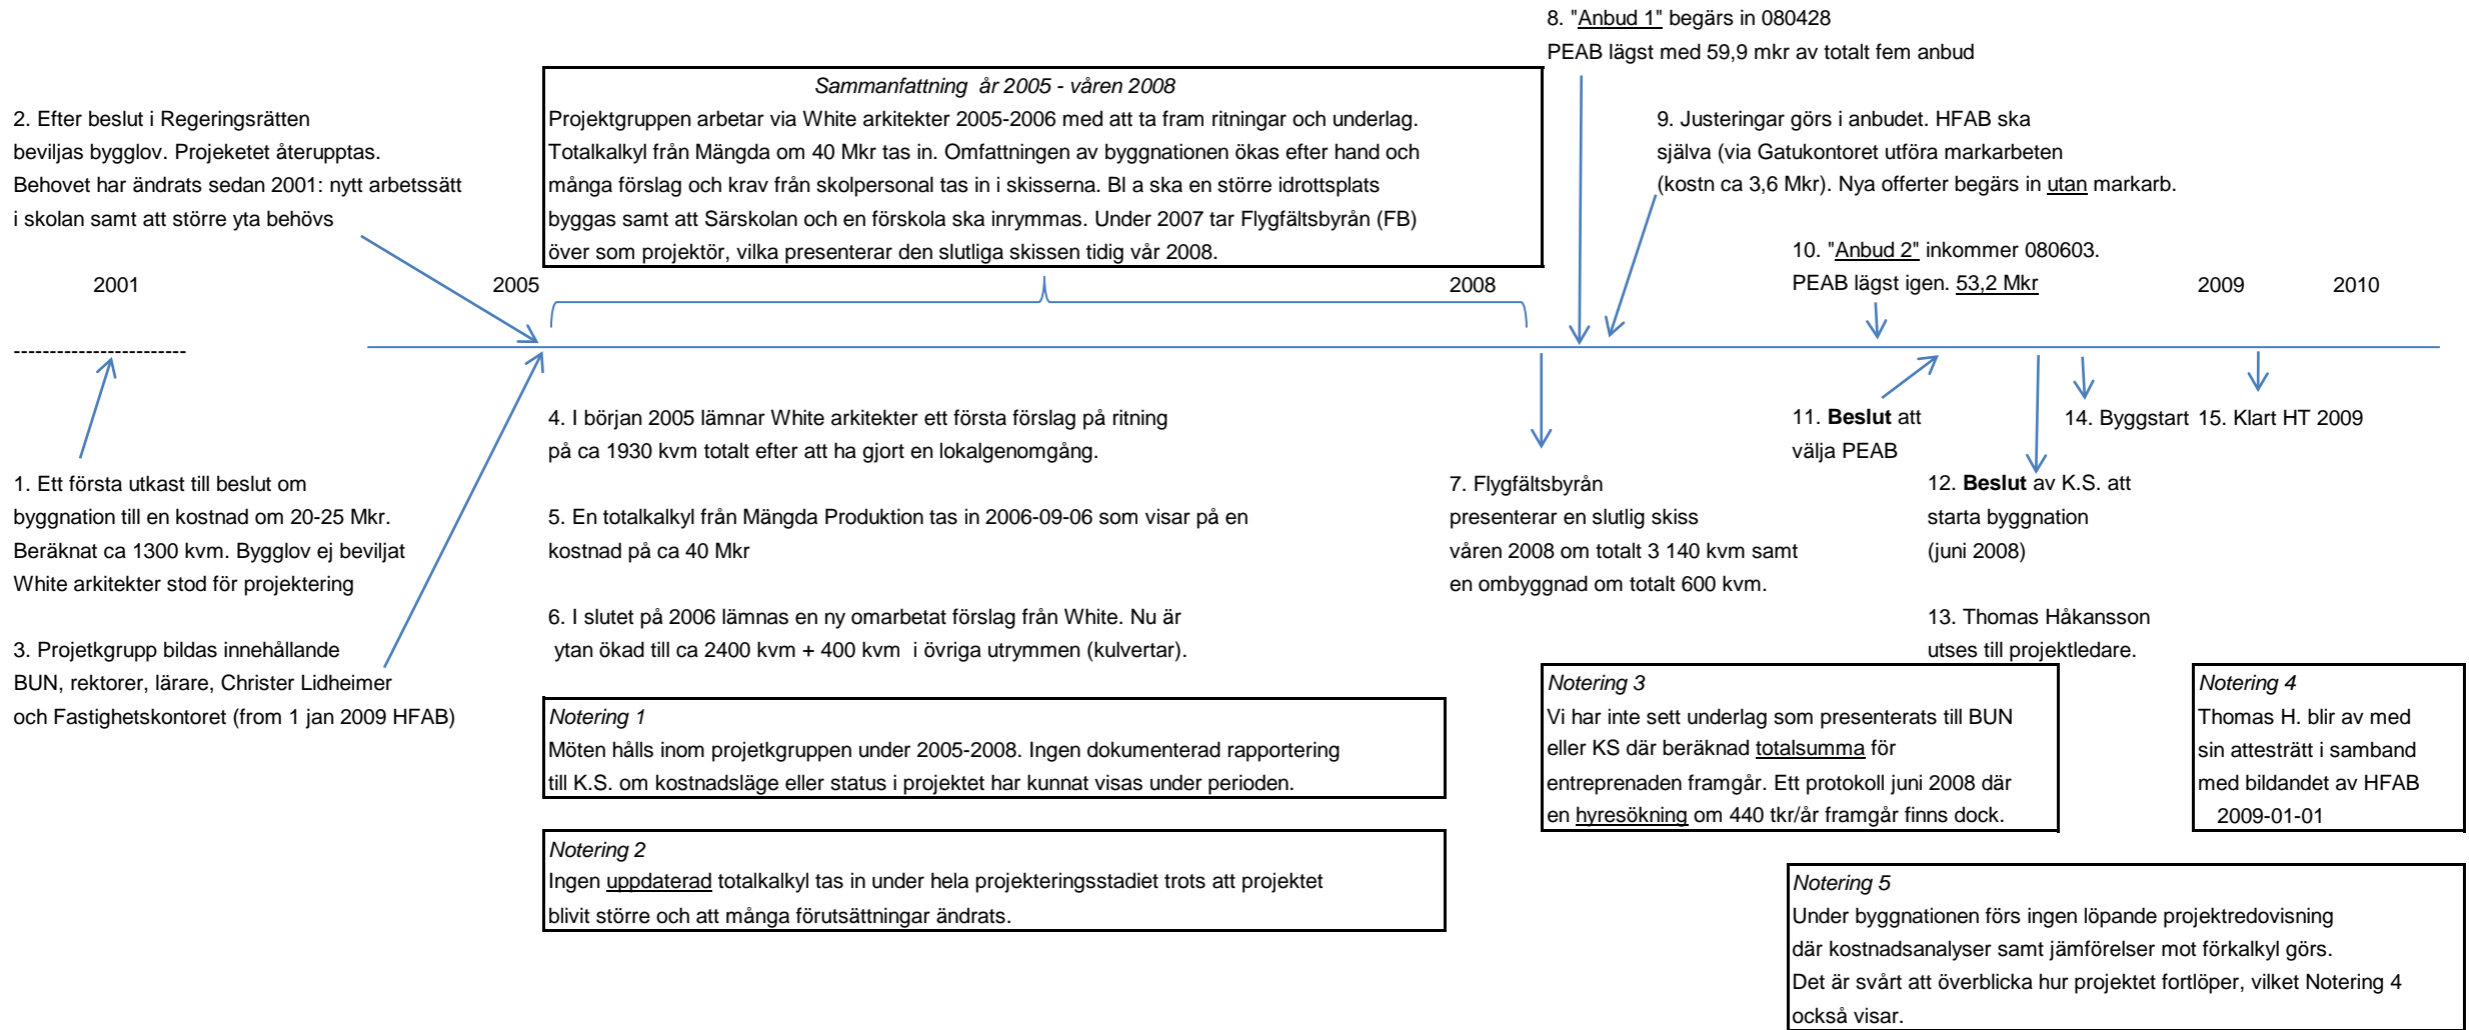 8. "Anbud 1" begärs in 080428
PEAB lägst med 59,9 mkr av totalt fem anbud
Sammanfattning år 2005 - våren 2008
Projektgruppen arbetar via White arkitekter 2005-2006 med att ta fram ritningar och underlag.
Totalkalkyl från Mängda om 40 Mkr tas in. Omfattningen av byggnationen ökas efter hand och
många förslag och krav från skolpersonal tas in i skisserna. Bl a ska en större idrottsplats
byggas samt att Särskolan och en förskola ska inrymmas. Under 2007 tar Flygfältsbyrån (FB)
över som projektör, vilka presenterar den slutliga skissen tidig vår 2008.
2. Efter beslut i Regeringsrätten
beviljas bygglov. Projeketet återupptas.
Behovet har ändrats sedan 2001: nytt arbetssätt
i skolan samt att större yta behövs
9. Justeringar görs i anbudet. HFAB ska
själva (via Gatukontoret utföra markarbeten
(kostn ca 3,6 Mkr). Nya offerter begärs in utan markarb.
10. "Anbud 2" inkommer 080603.
PEAB lägst igen. 53,2 Mkr
2001
2005
2008
2009
2010
------------------------
4. I början 2005 lämnar White arkitekter ett första förslag på ritning
på ca 1930 kvm totalt efter att ha gjort en lokalgenomgång.
11. Beslut att
välja PEAB
14. Byggstart
15. Klart HT 2009
1. Ett första utkast till beslut om
byggnation till en kostnad om 20-25 Mkr.
Beräknat ca 1300 kvm. Bygglov ej beviljat
White arkitekter stod för projektering
5. En totalkalkyl från Mängda Produktion tas in 2006-09-06 som visar på en
kostnad på ca 40 Mkr
7. Flygfältsbyrån
presenterar en slutlig skiss
våren 2008 om totalt 3 140 kvm samt
en ombyggnad om totalt 600 kvm.
12. Beslut av K.S. att
starta byggnation
(juni 2008)
6. I slutet på 2006 lämnas en ny omarbetat förslag från White. Nu är
ytan ökad till ca 2400 kvm + 400 kvm i övriga utrymmen (kulvertar).
13. Thomas Håkansson
utses till projektledare.
3. Projetkgrupp bildas innehållande
BUN, rektorer, lärare, Christer Lidheimer
och Fastighetskontoret (from 1 jan 2009 HFAB)
Notering 1
Möten hålls inom projetkgruppen under 2005-2008. Ingen dokumenterad rapportering
till K.S. om kostnadsläge eller status i projektet har kunnat visas under perioden.
Notering 3
Vi har inte sett underlag som presenterats till BUN
eller KS där beräknad totalsumma för
entreprenaden framgår. Ett protokoll juni 2008 där
en hyresökning om 440 tkr/år framgår finns dock.
Notering 4
Thomas H. blir av med
sin attesträtt i samband
med bildandet av HFAB
2009-01-01
Notering 2
Ingen uppdaterad totalkalkyl tas in under hela projekteringsstadiet trots att projektet
blivit större och att många förutsättningar ändrats.
Notering 5
Under byggnationen förs ingen löpande projektredovisning
där kostnadsanalyser samt jämförelser mot förkalkyl görs.
Det är svårt att överblicka hur projektet fortlöper, vilket Notering 4
också visar.